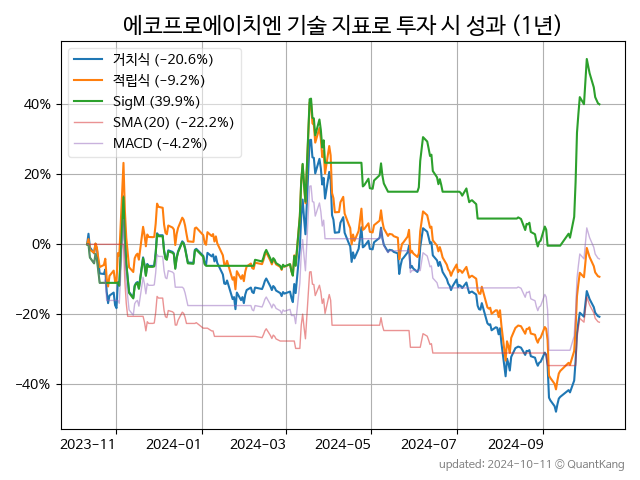 에코프로에이치엔 기술 지표로 투자 시 성과 (1년)
거치식 (-20.6%)
적립식 (-9.2%)
SigM (39.9%)
SMA(20) (-22.2%)
MACD (-4.2%)
40%
20%
0%
-20%
-40%
2023-11 2024-01 2024-03 2024-05 2024-07 2024-09
updated: 2024-10-11 © QuantKang